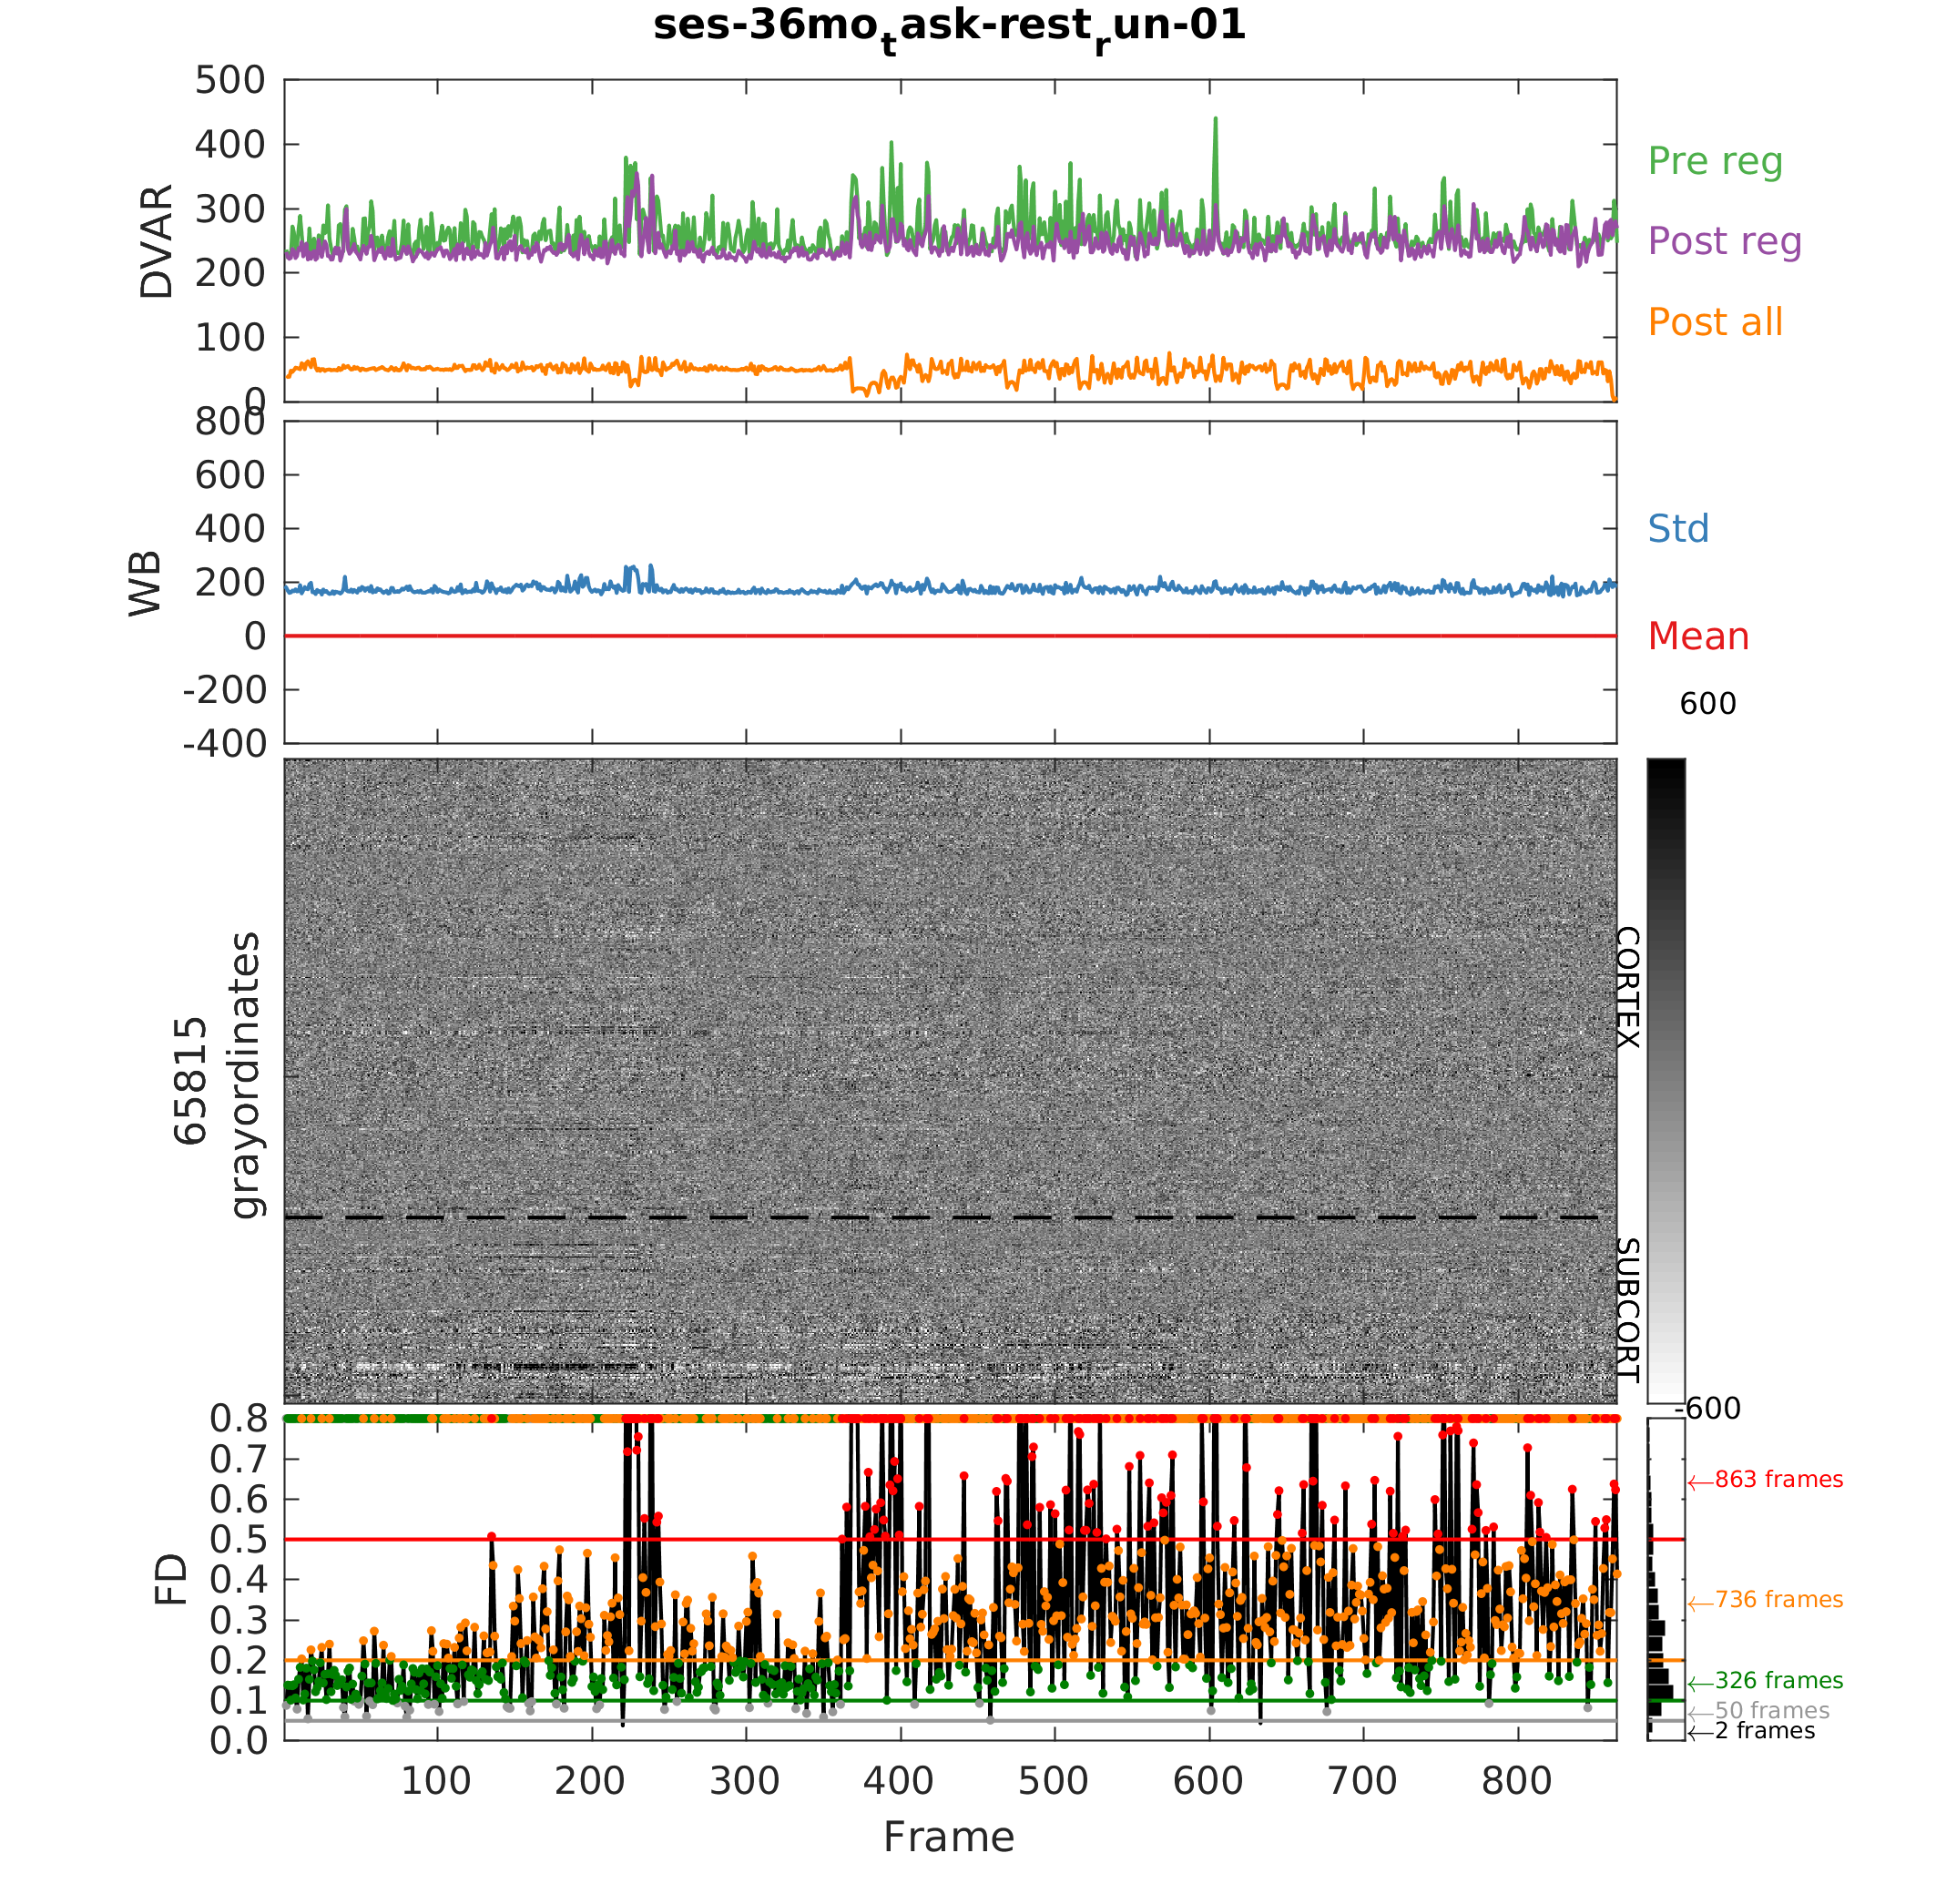 ses-36mo_task-rest_run-01
500
400
300
200
100
0
DVAR
Pre reg
Post reg
Post all
800
600
400
200
0
-200
-400
WB
Std
Mean
600
65815
grayordinates
CORTEX
SUBCORT
-600
0.8
0.7
0.6
0.5
0.4
0.3
0.2
0.1
0.0
FD
←863 frames
←736 frames
←326 frames
←50 frames
←2 frames
100 200 300 400 500 600 700 800
Frame